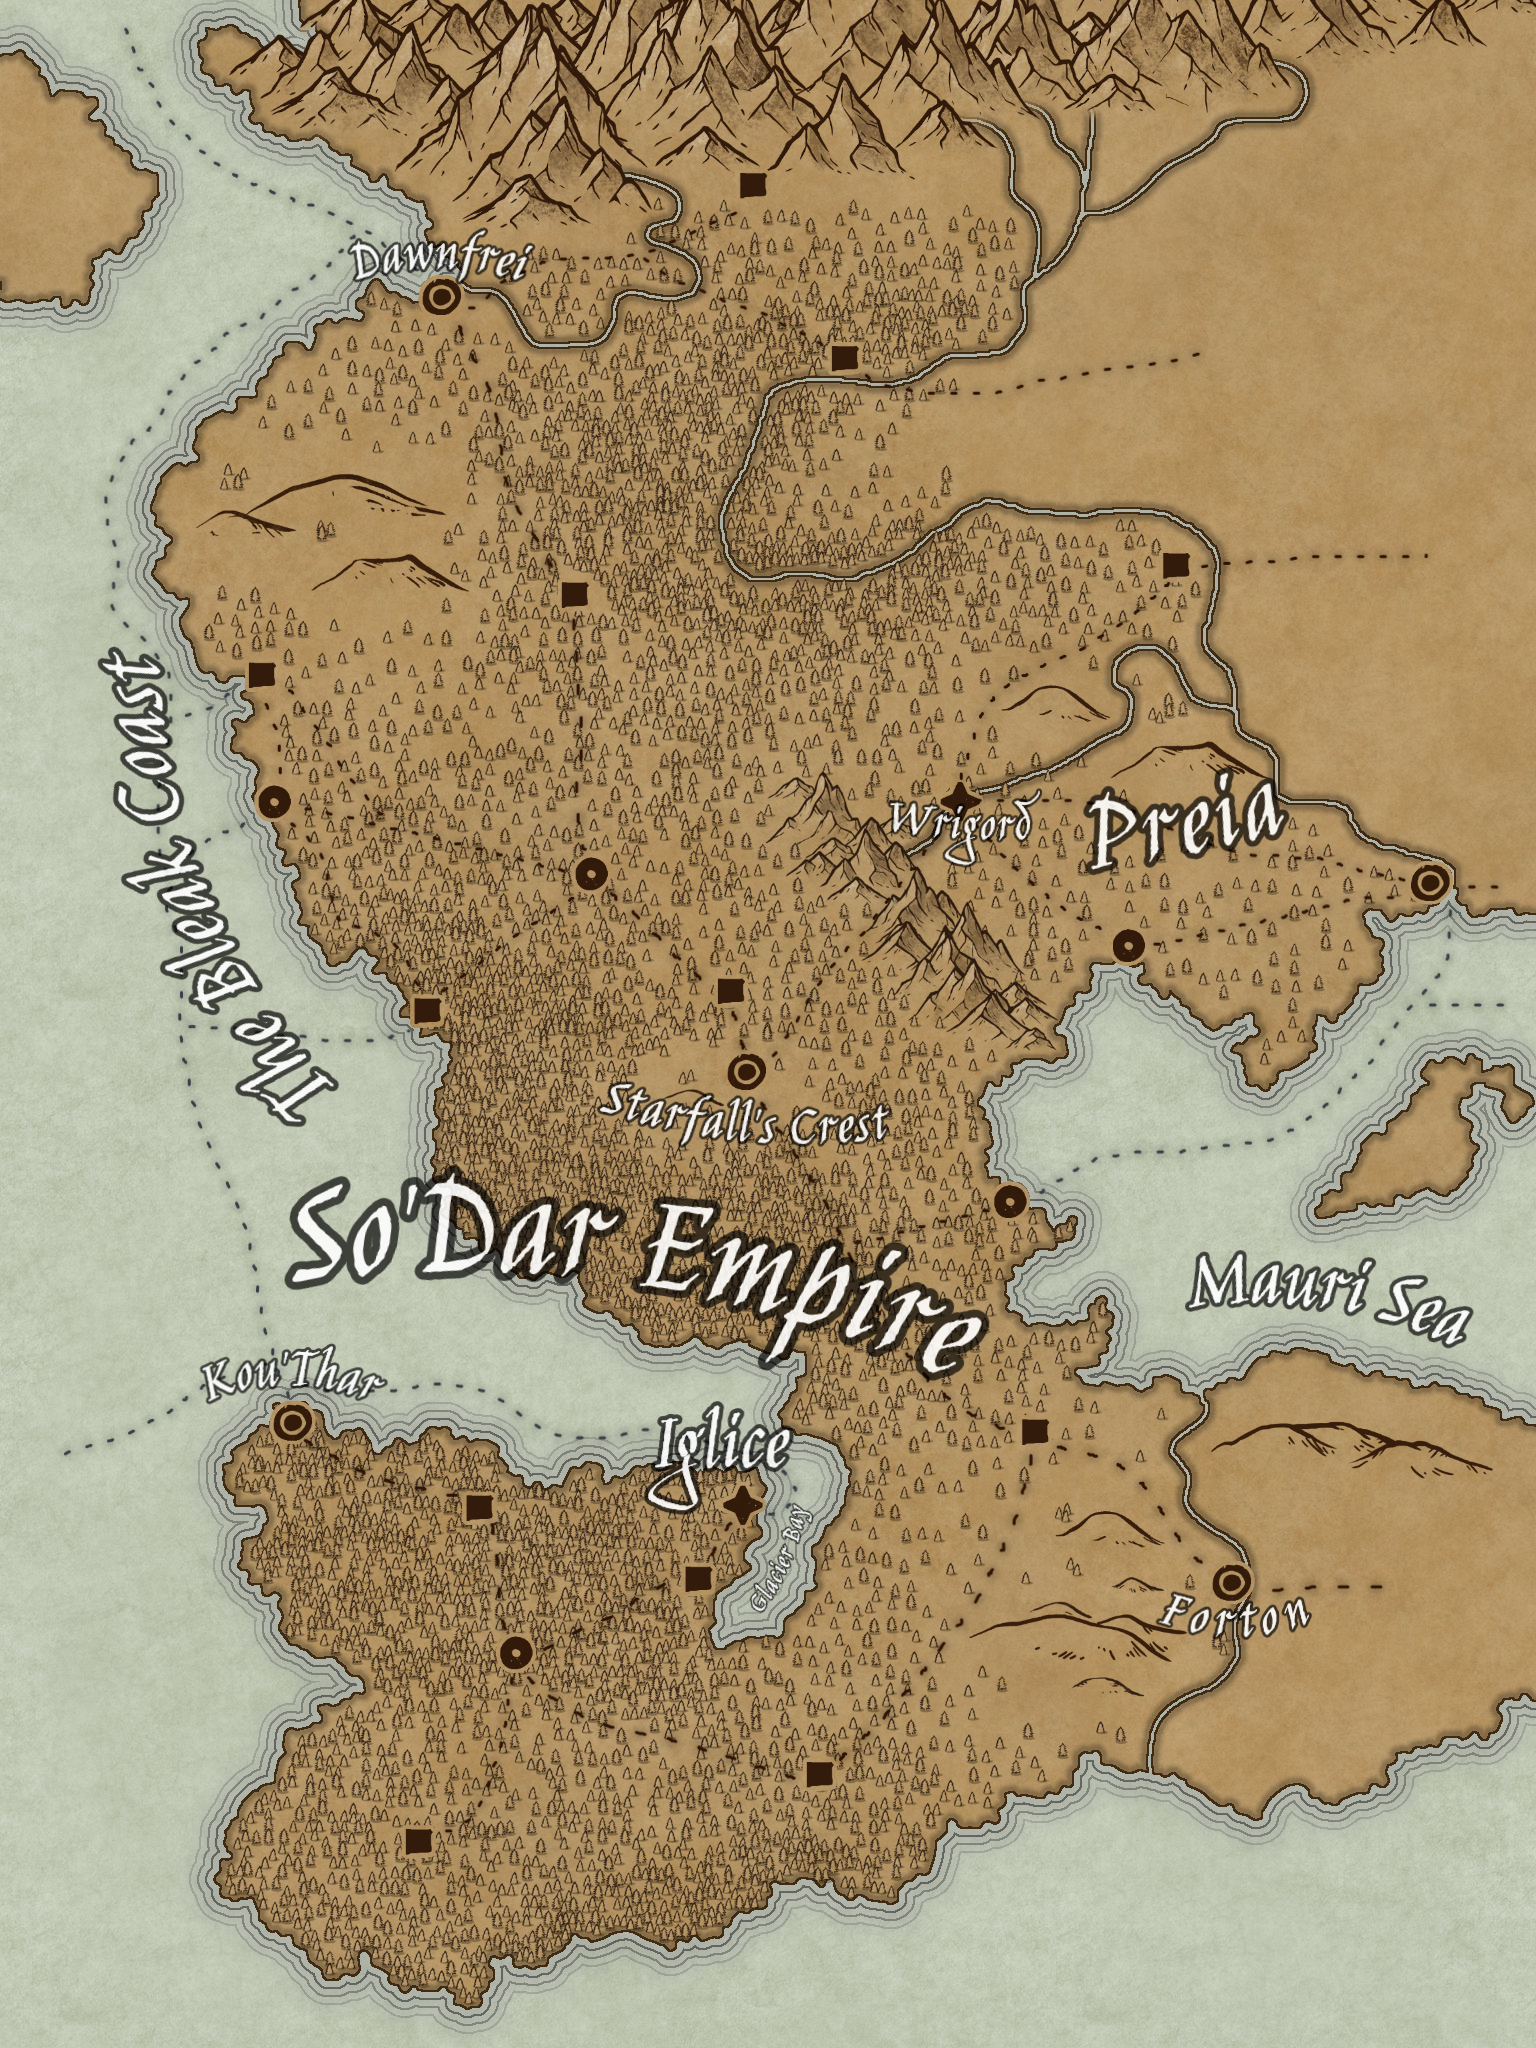 Dawnfrei
The Bleak Coast
Wrigord
Preia
Starfall's Crest
So'Dar Empire
Mauri Sea
Kou'Thar
Iglice
Glacier Bay
Forton